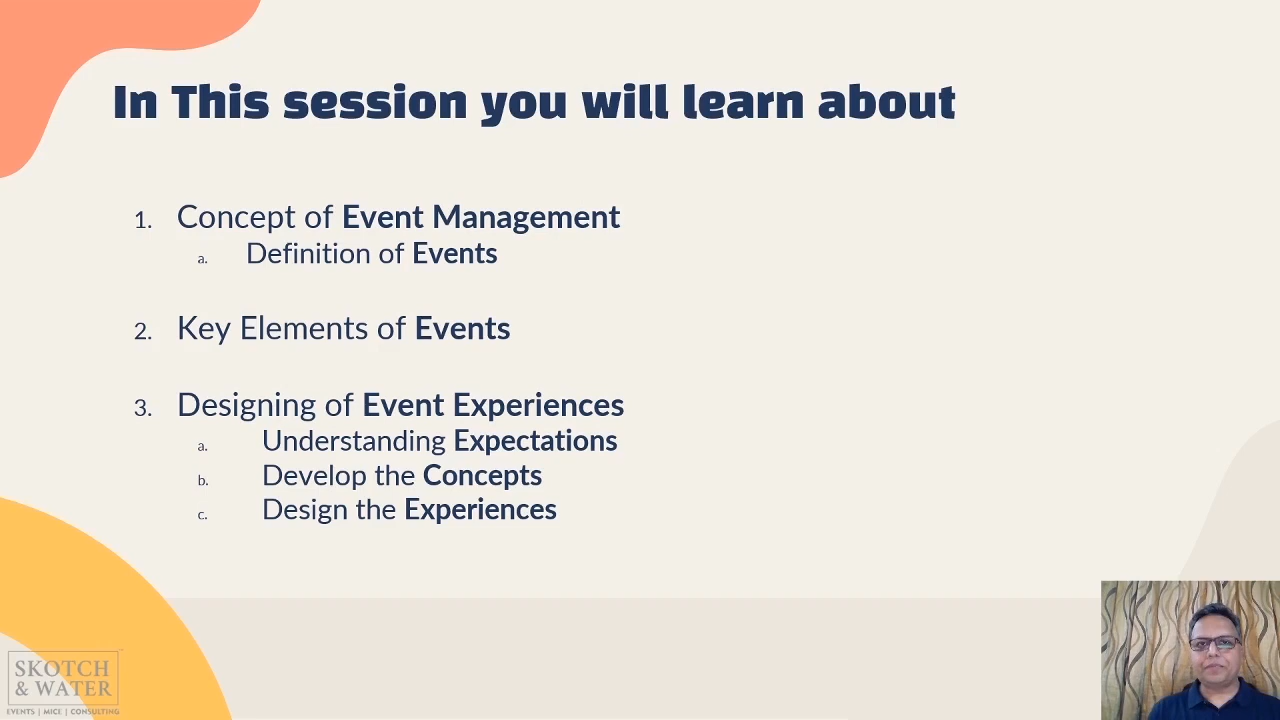 In This session you will learn about
1. Concept of Event Management
a. Definition of Events
2. Key Elements of Events
3. Designing of Event Experiences
a. Understanding Expectations
b. Develop the Concepts
c. Design the Experiences
SKOTCH
& WATER
EVENTS | MICE | CONSULTING